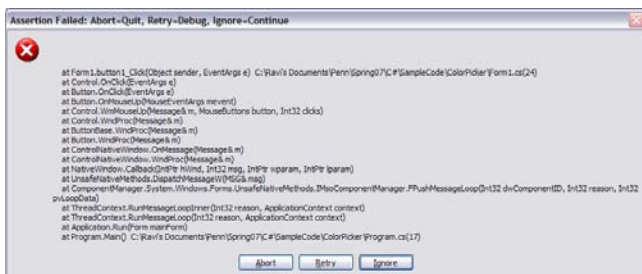 Assertion Failed: Abort=Quit, Retry=Debug, Ignore=Continue
at Form1.button1_Click(Object sender, EventArgs e) C:\Ravi's Documents\Penn\Spring07\C#\SampleCode\ColorPicker\Form1.cs(24)
at Control.OnClick(EventArgs e)
at Button.OnClick(EventArgs e)
at Button.OnMouseUp(MouseEventArgs mevent)
at Control.WmMouseUp(Message& m, MouseButtons button, Int32 clicks)
at Control.WndProc(Message& m)
at ButtonBase.WndProc(Message& m)
at Button.WndProc(Message& m)
at ControlNativeWindow.OnMessage(Message& m)
at ControlNativeWindow.WndProc(Message& m)
at NativeWindow.Callback(IntPtr hWnd, Int32 msg, IntPtr wparam, IntPtr lparam)
at UnsafeNativeMethods.DispatchMessageW(MSG& msg)
at ComponentManager.System.Windows.Forms.UnsafeNativeMethods.IMsoComponentManager.FPushMessageLoop(Int32 dwComponentID, Int32 reason, Int32
pvLoopData)
at ThreadContext.RunMessageLoopInner(Int32 reason, ApplicationContext context)
at ThreadContext.RunMessageLoop(Int32 reason, ApplicationContext context)
at Application.Run(Form mainForm)
at Program.Main() C:\Ravi's Documents\Penn\Spring07\C#\SampleCode\ColorPicker\Program.cs(17)
Abort Retry Ignore